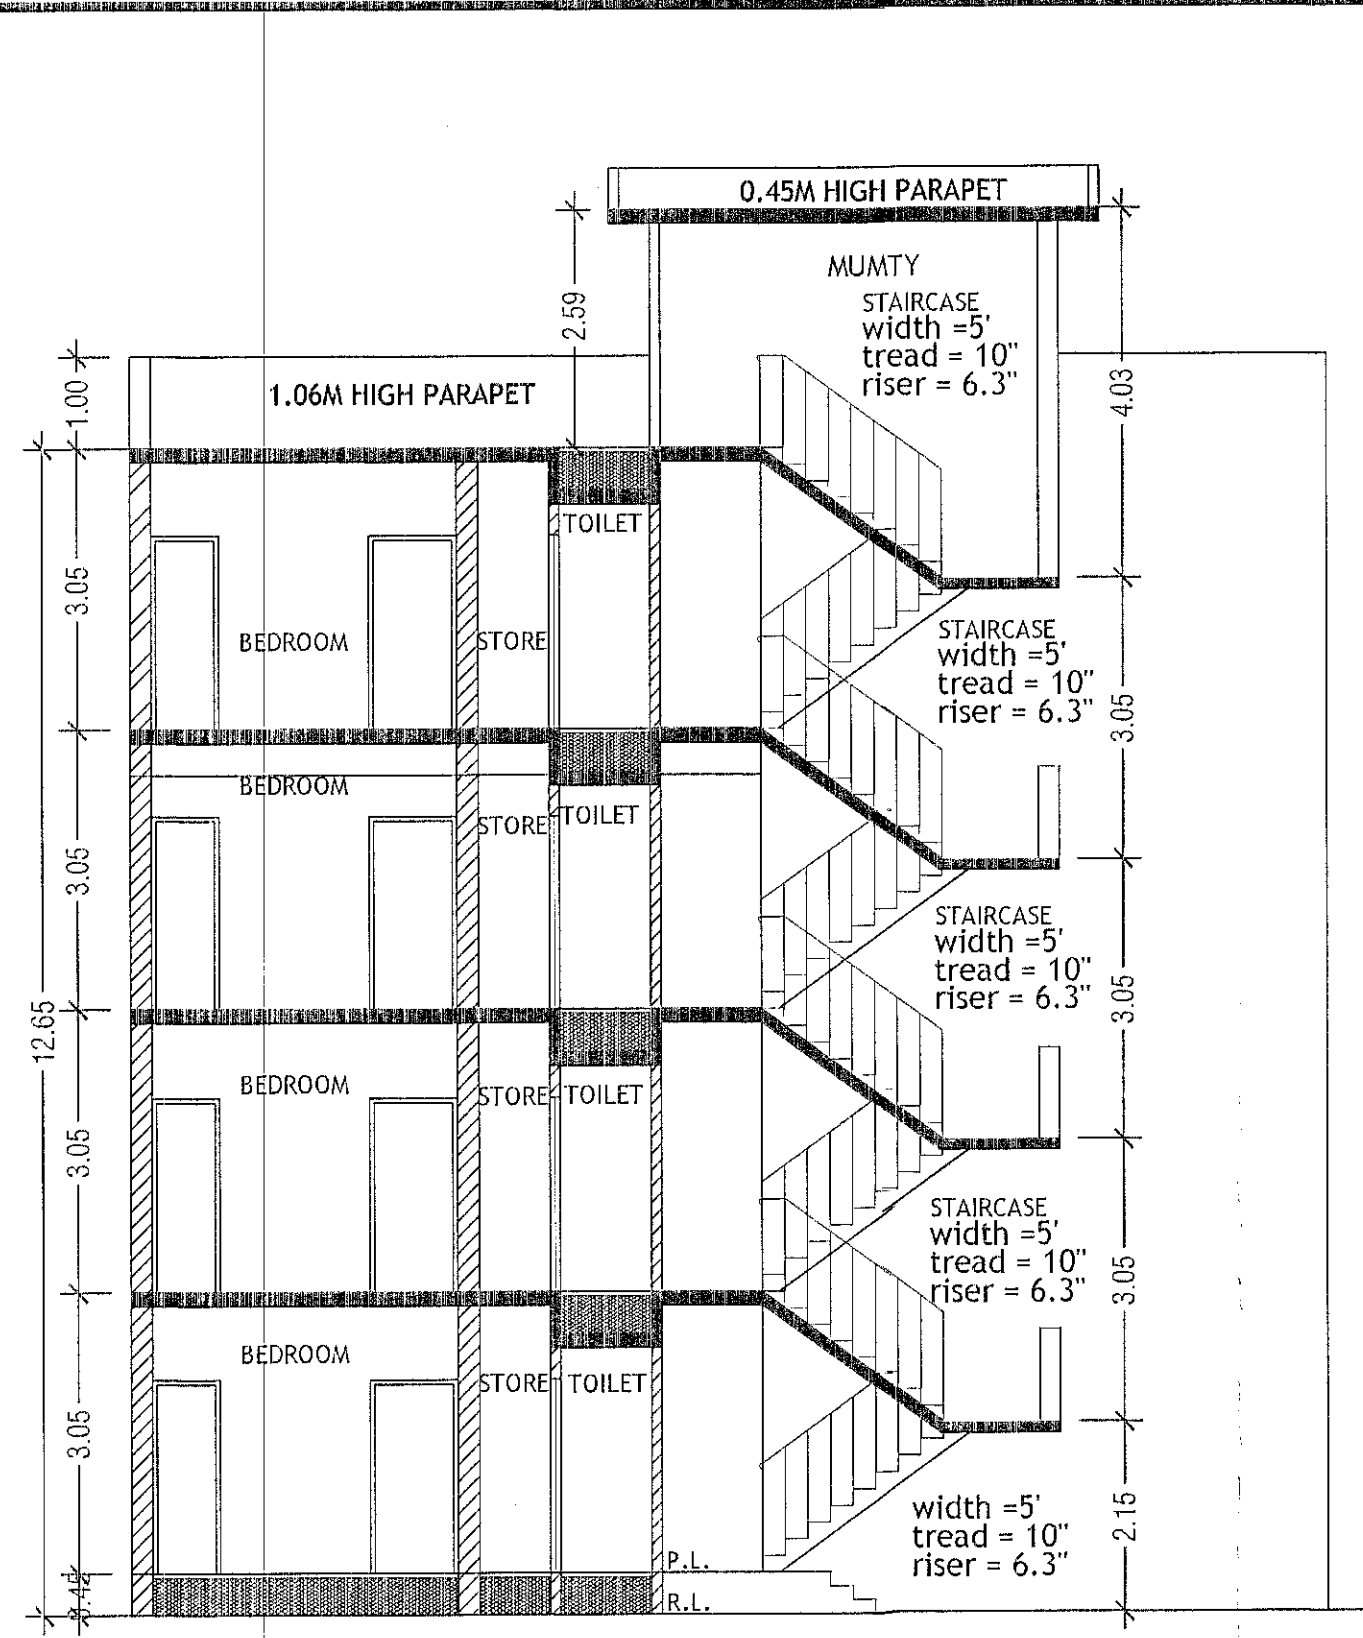 0.45M HIGH PARAPET
MUMTY
STAIRCASE
width =5'
tread = 10"
riser = 6.3"
2.59
4.03
1.00
1.06M HIGH PARAPET
TOILET
3.05
BEDROOM
STORE
STAIRCASE
width =5'
tread = 10"
riser = 6.3"
3.05
BEDROOM
STORE
TOILET
3.05
STAIRCASE
width =5'
tread = 10"
riser = 6.3"
3.05
12.65
BEDROOM
STORE
TOILET
3.05
STAIRCASE
width =5'
tread = 10"
riser = 6.3"
3.05
BEDROOM
STORE
TOILET
3.05
width =5'
tread = 10"
riser = 6.3"
2.15
P.L.
R.L.